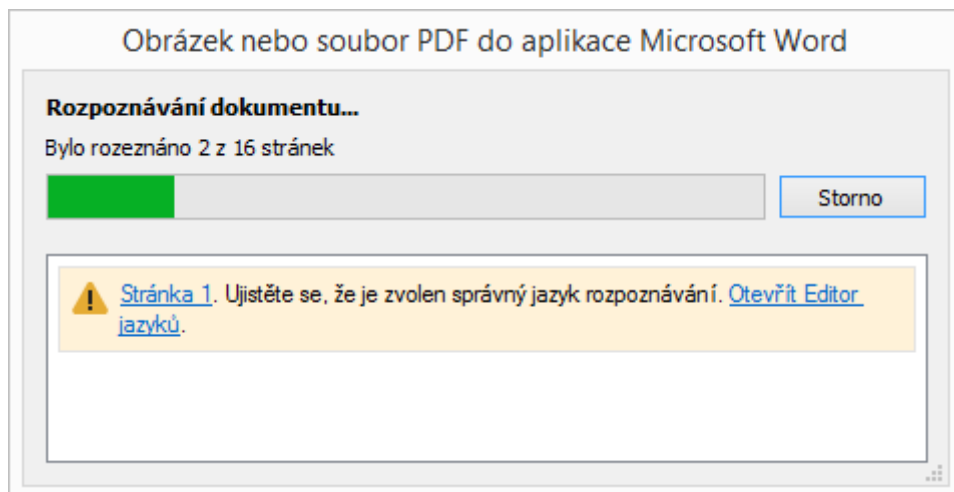 Obrázek nebo soubor PDF do aplikace Microsoft Word
Rozpoznávání dokumentu...
Bylo rozeznáno 2 z 16 stránek
Storno
Stránka 1. Ujistěte se, že je zvolen správný jazyk rozpoznávání. Otevřít Editor
jazyků.